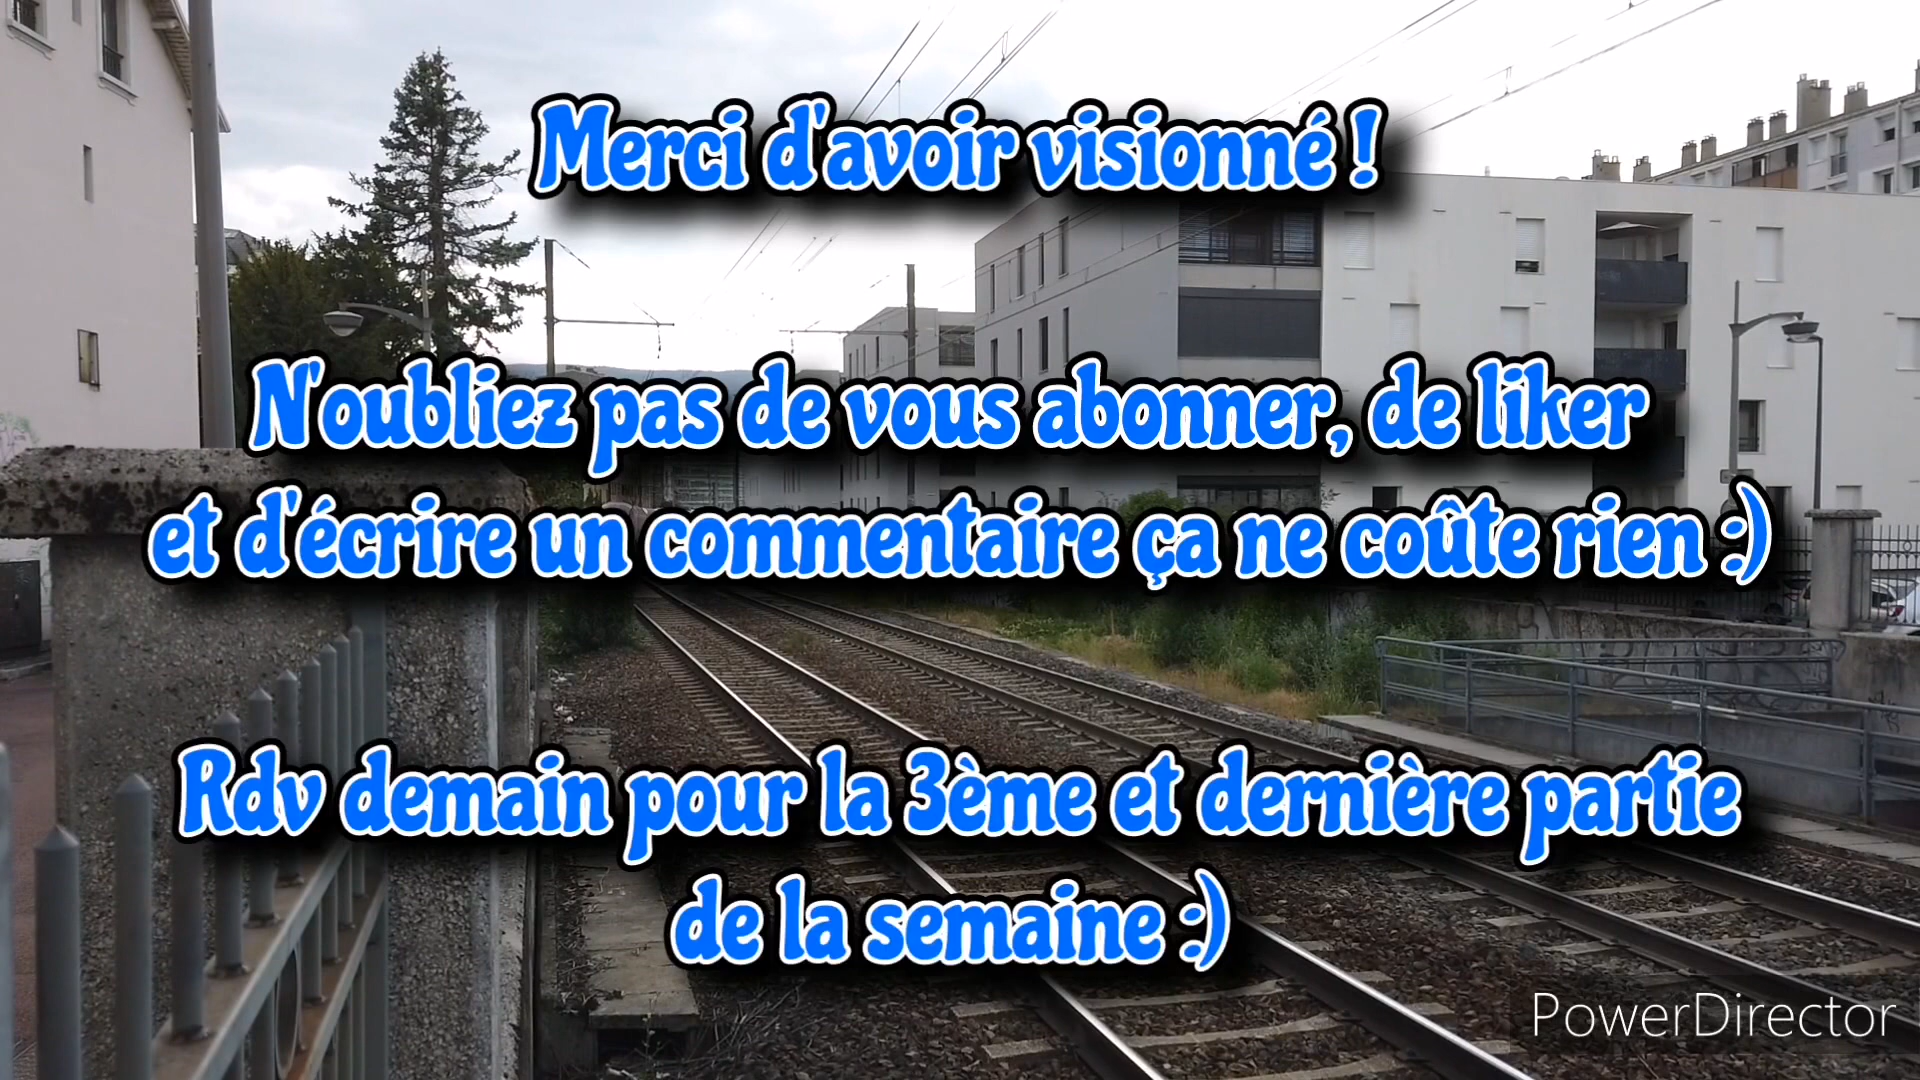 Merci d'avoir visionné !
N'oubliez pas de vous abonner, de liker
et d'écrire un commentaire ça ne coûte rien :)
Rdv demain pour la 3ème et dernière partie
de la semaine :)
PowerDirector